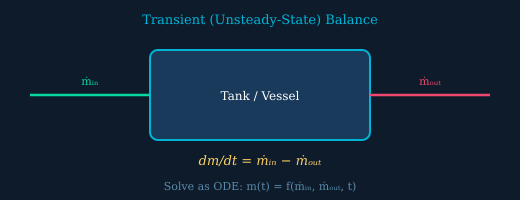 Transient (Unsteady-State) Balance
ṁᵢₙ
ṁₒᵤₜ
Tank / Vessel
dm/dt = ṁᵢₙ − ṁₒᵤₜ
Solve as ODE: m(t) = f(ṁᵢₙ, ṁₒᵤₜ, t)